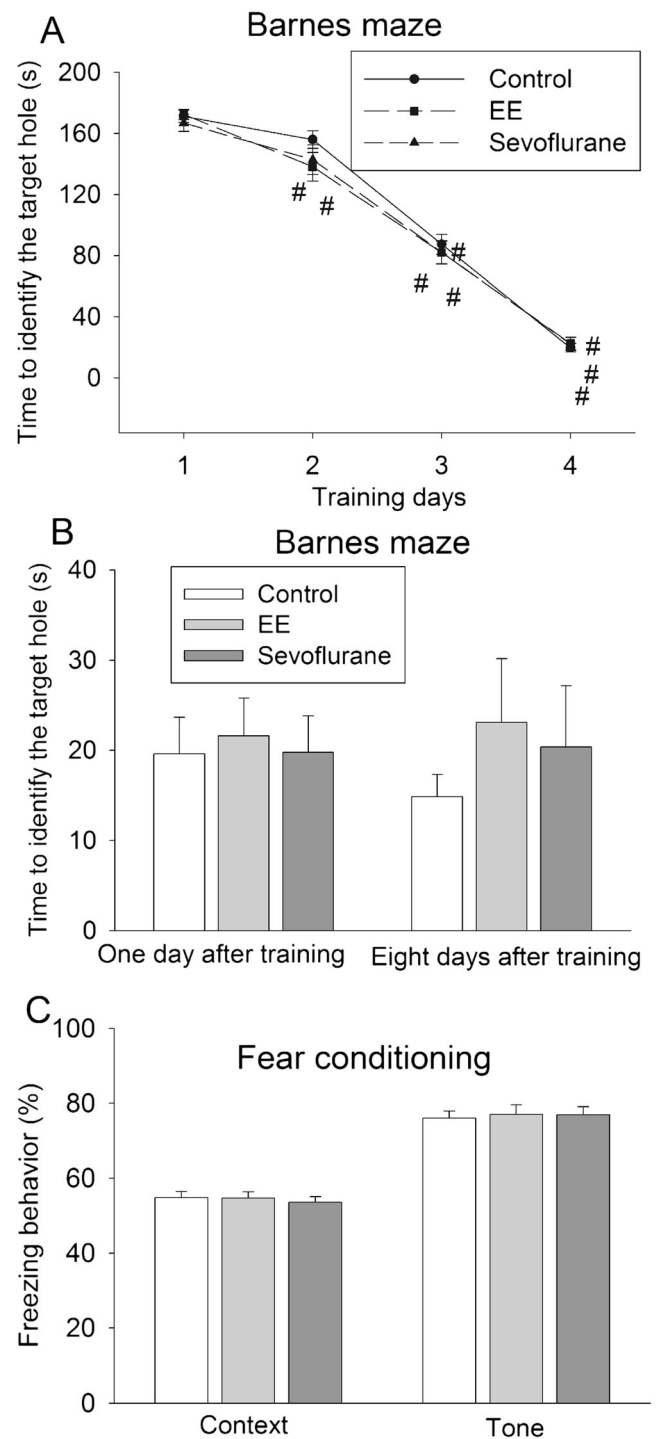 A
Barnes maze
Time to identify the target hole (s)
200
160
120
80
40
0
Control
EE
Sevoflurane
# #
#
# #
#
#
#
1 2 3 4
Training days
B
Barnes maze
Time to identify the target hole (s)
40
30
20
10
0
Control
EE
Sevoflurane
One day after training
Eight days after training
C
Fear conditioning
Freezing behavior (%)
100
80
60
40
20
0
Context
Tone